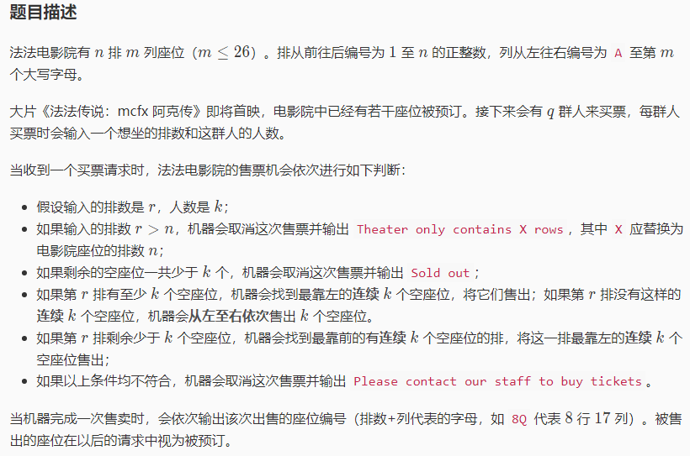 题目描述
法法电影院有 n 排 m 列座位（m ≤ 26）。排从前往后编号为 1 至 n 的正整数，列从左往右编号为 A 至第 m
个大写字母。
大片《法法传说：mcfx 阿克传》即将首映，电影院中已经有若干座位被预订。接下来会有 q 群人来买票，每群人
买票时会输入一个想坐的排数和这群人的人数。
当收到一个买票请求时，法法电影院的售票机会依次进行如下判断：
• 假设输入的排数是 r，人数是 k；
• 如果输入的排数 r > n，机器会取消这次售票并输出 Theater only contains X rows，其中 X 应替换为
电影院座位的排数 n；
• 如果剩余的空座位一共少于 k 个，机器会取消这次售票并输出 Sold out；
• 如果第 r 排有至少 k 个空座位，机器会找到最靠左的连续 k 个空座位，将它们售出；如果第 r 排没有这样的
连续 k 个空座位，机器会从左至右依次售出 k 个空座位。
• 如果第 r 排剩余少于 k 个空座位，机器会找到最靠前的有连续 k 个空座位的排，将这一排最靠左的连续 k 个
空座位售出；
• 如果以上条件均不符合，机器会取消这次售票并输出 Please contact our staff to buy tickets。
当机器完成一次售卖时，会依次输出该次出售的座位编号（排数+列代表的字母，如 8Q 代表 8 行 17 列）。被售
出的座位在以后的请求中视为被预订。